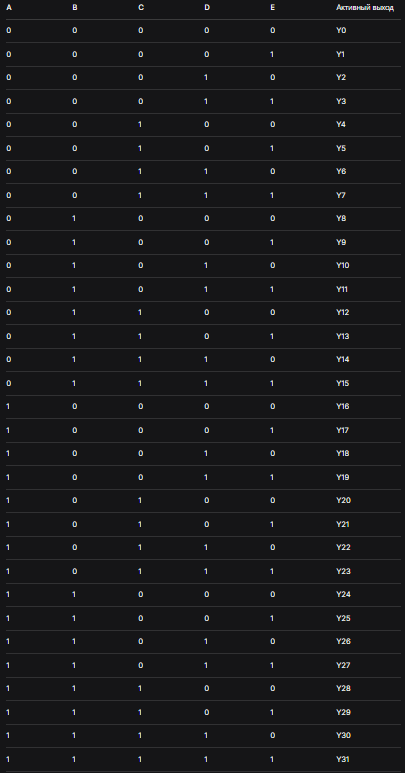 A B C D E Активный выход
0 0 0 0 0 Y0
0 0 0 0 1 Y1
0 0 0 1 0 Y2
0 0 0 1 1 Y3
0 0 1 0 0 Y4
0 0 1 0 1 Y5
0 0 1 1 0 Y6
0 0 1 1 1 Y7
0 1 0 0 0 Y8
0 1 0 0 1 Y9
0 1 0 1 0 Y10
0 1 0 1 1 Y11
0 1 1 0 0 Y12
0 1 1 0 1 Y13
0 1 1 1 0 Y14
0 1 1 1 1 Y15
1 0 0 0 0 Y16
1 0 0 0 1 Y17
1 0 0 1 0 Y18
1 0 0 1 1 Y19
1 0 1 0 0 Y20
1 0 1 0 1 Y21
1 0 1 1 0 Y22
1 0 1 1 1 Y23
1 1 0 0 0 Y24
1 1 0 0 1 Y25
1 1 0 1 0 Y26
1 1 0 1 1 Y27
1 1 1 0 0 Y28
1 1 1 0 1 Y29
1 1 1 1 0 Y30
1 1 1 1 1 Y31